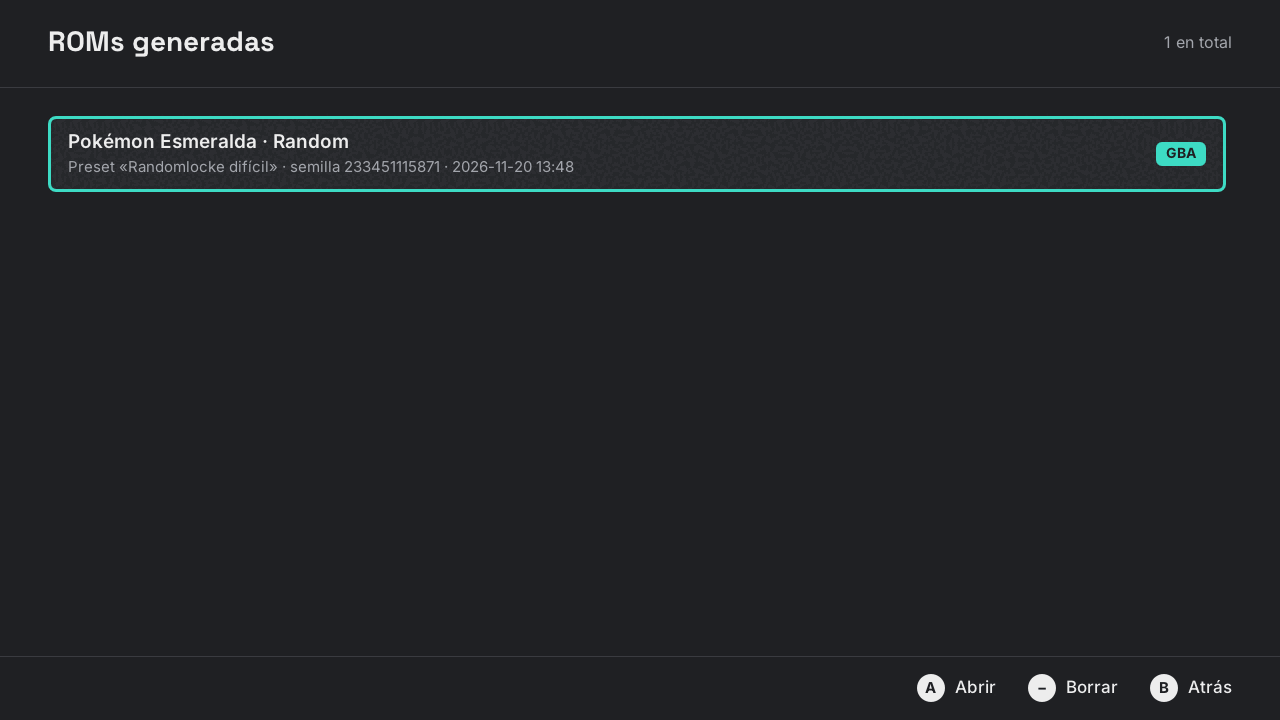 ROMs generadas
1 en total
Pokémon Esmeralda · Random
Preset «Randomlocke difícil» · semilla 233451115871 · 2026-11-20 13:48
GBA
A Abrir
− Borrar
B Atrás